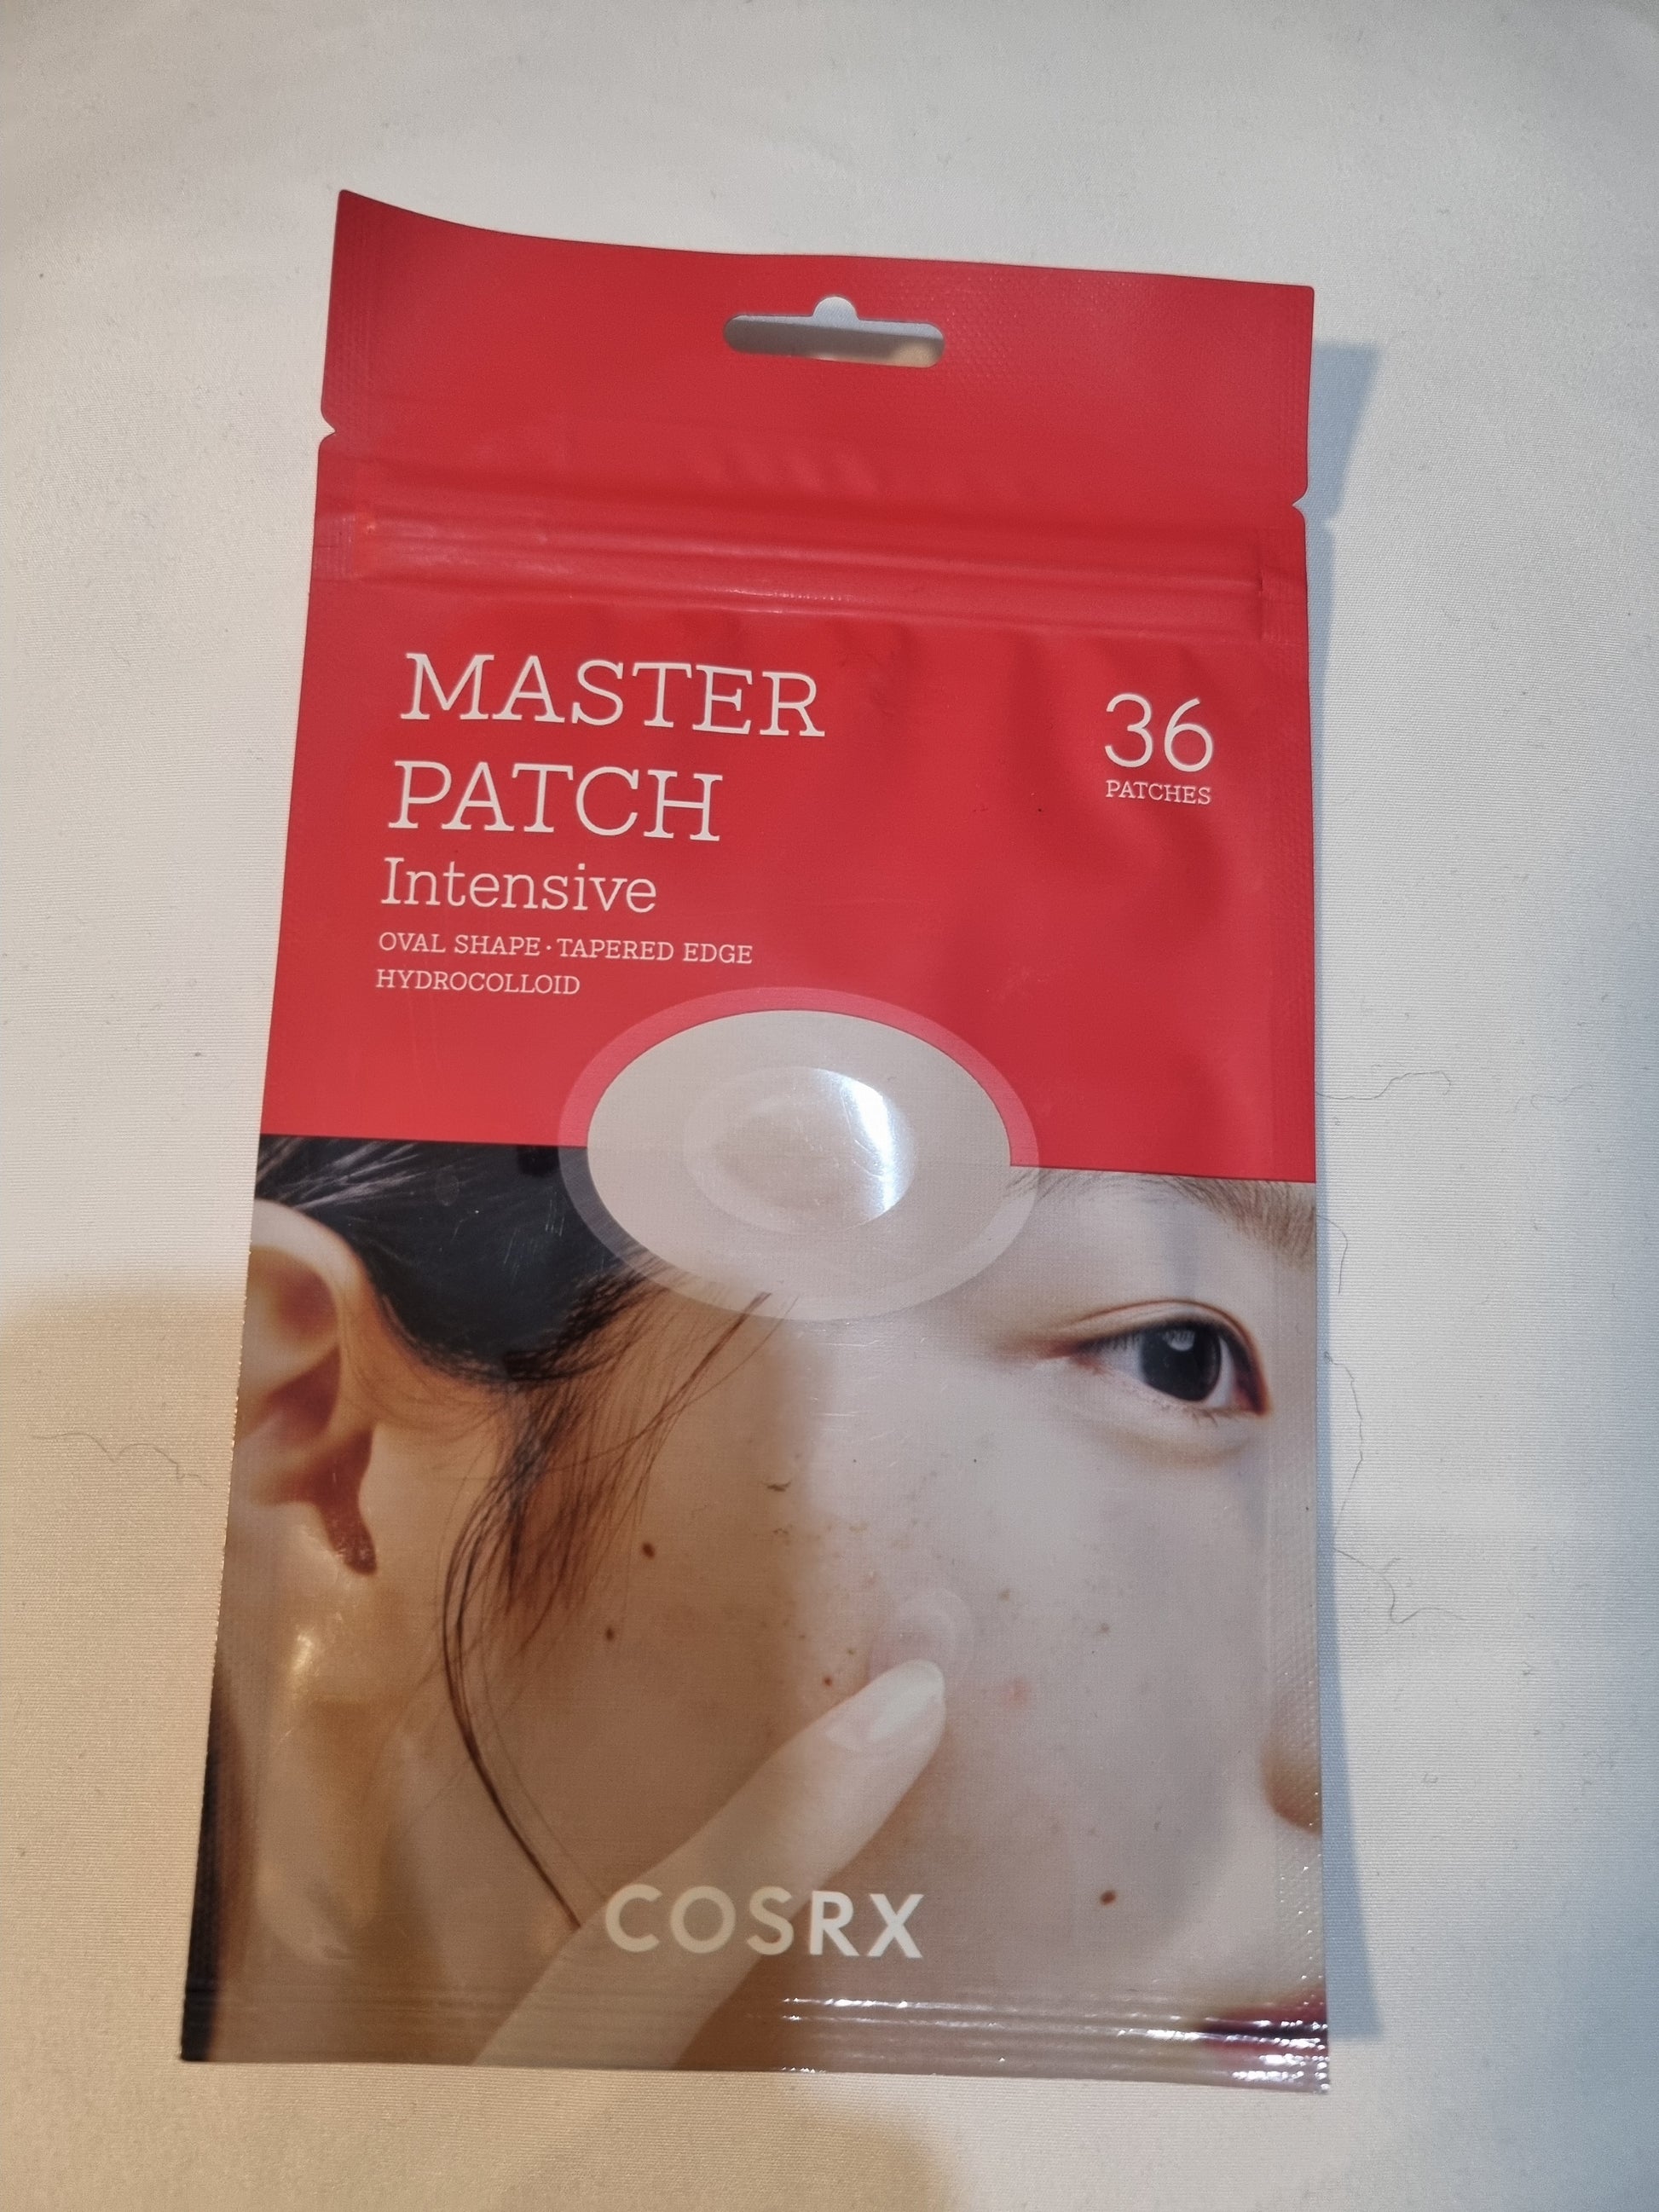 MASTER
PATCH
Intensive
OVAL SHAPE·TAPERED EDGE
HYDROCOLLOID
36
PATCHES
COSRX